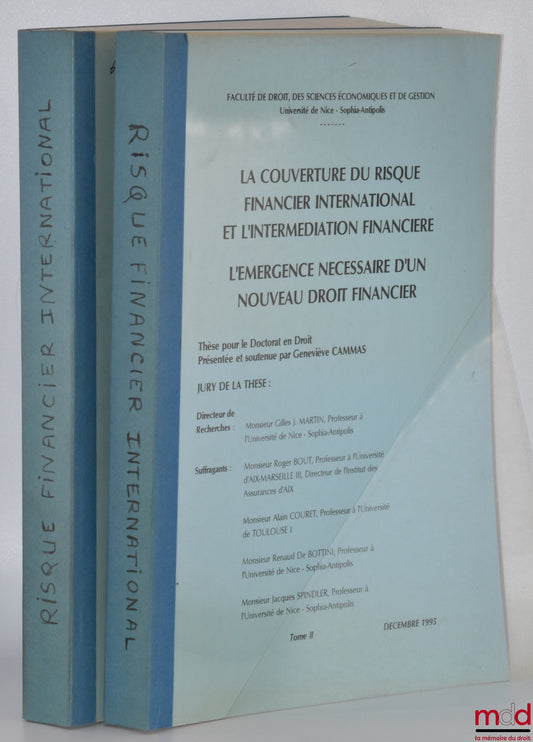 RISQUE FINANCIER INTERNATIONAL
RISQUE FINANCIER INTERNATIONAL
FACULTÉ DE DROIT, DES SCIENCES ÉCONOMIQUES ET DE GESTION
Université de Nice - Sophia-Antipolis
-------
LA COUVERTURE DU RISQUE
FINANCIER INTERNATIONAL
ET L'INTERMEDIATION FINANCIERE
L'EMERGENCE NECESSAIRE D'UN
NOUVEAU DROIT FINANCIER
Thèse pour le Doctorat en Droit
Présentée et soutenue par Geneviève CAMMAS
JURY DE LA THESE :
Directeur de
Recherches :
Monsieur Gilles J. MARTIN, Professeur à
l'Université de Nice - Sophia-Antipolis
Suffragants :
Monsieur Roger BOUT, Professeur à l'Université
d'AIX-MARSEILLE III, Directeur de l'Institut des
Assurances d'AIX
Monsieur Alain COURET, Professeur à l'Université
de TOULOUSE I
Monsieur Renaud De BOTTINI, Professeur à
l'Université de Nice - Sophia-Antipolis
Monsieur Jacques SPINDLER, Professeur à
l'Université de Nice - Sophia-Antipolis
Tome II
DECEMBRE 1995
mdd
la mémoire du droit